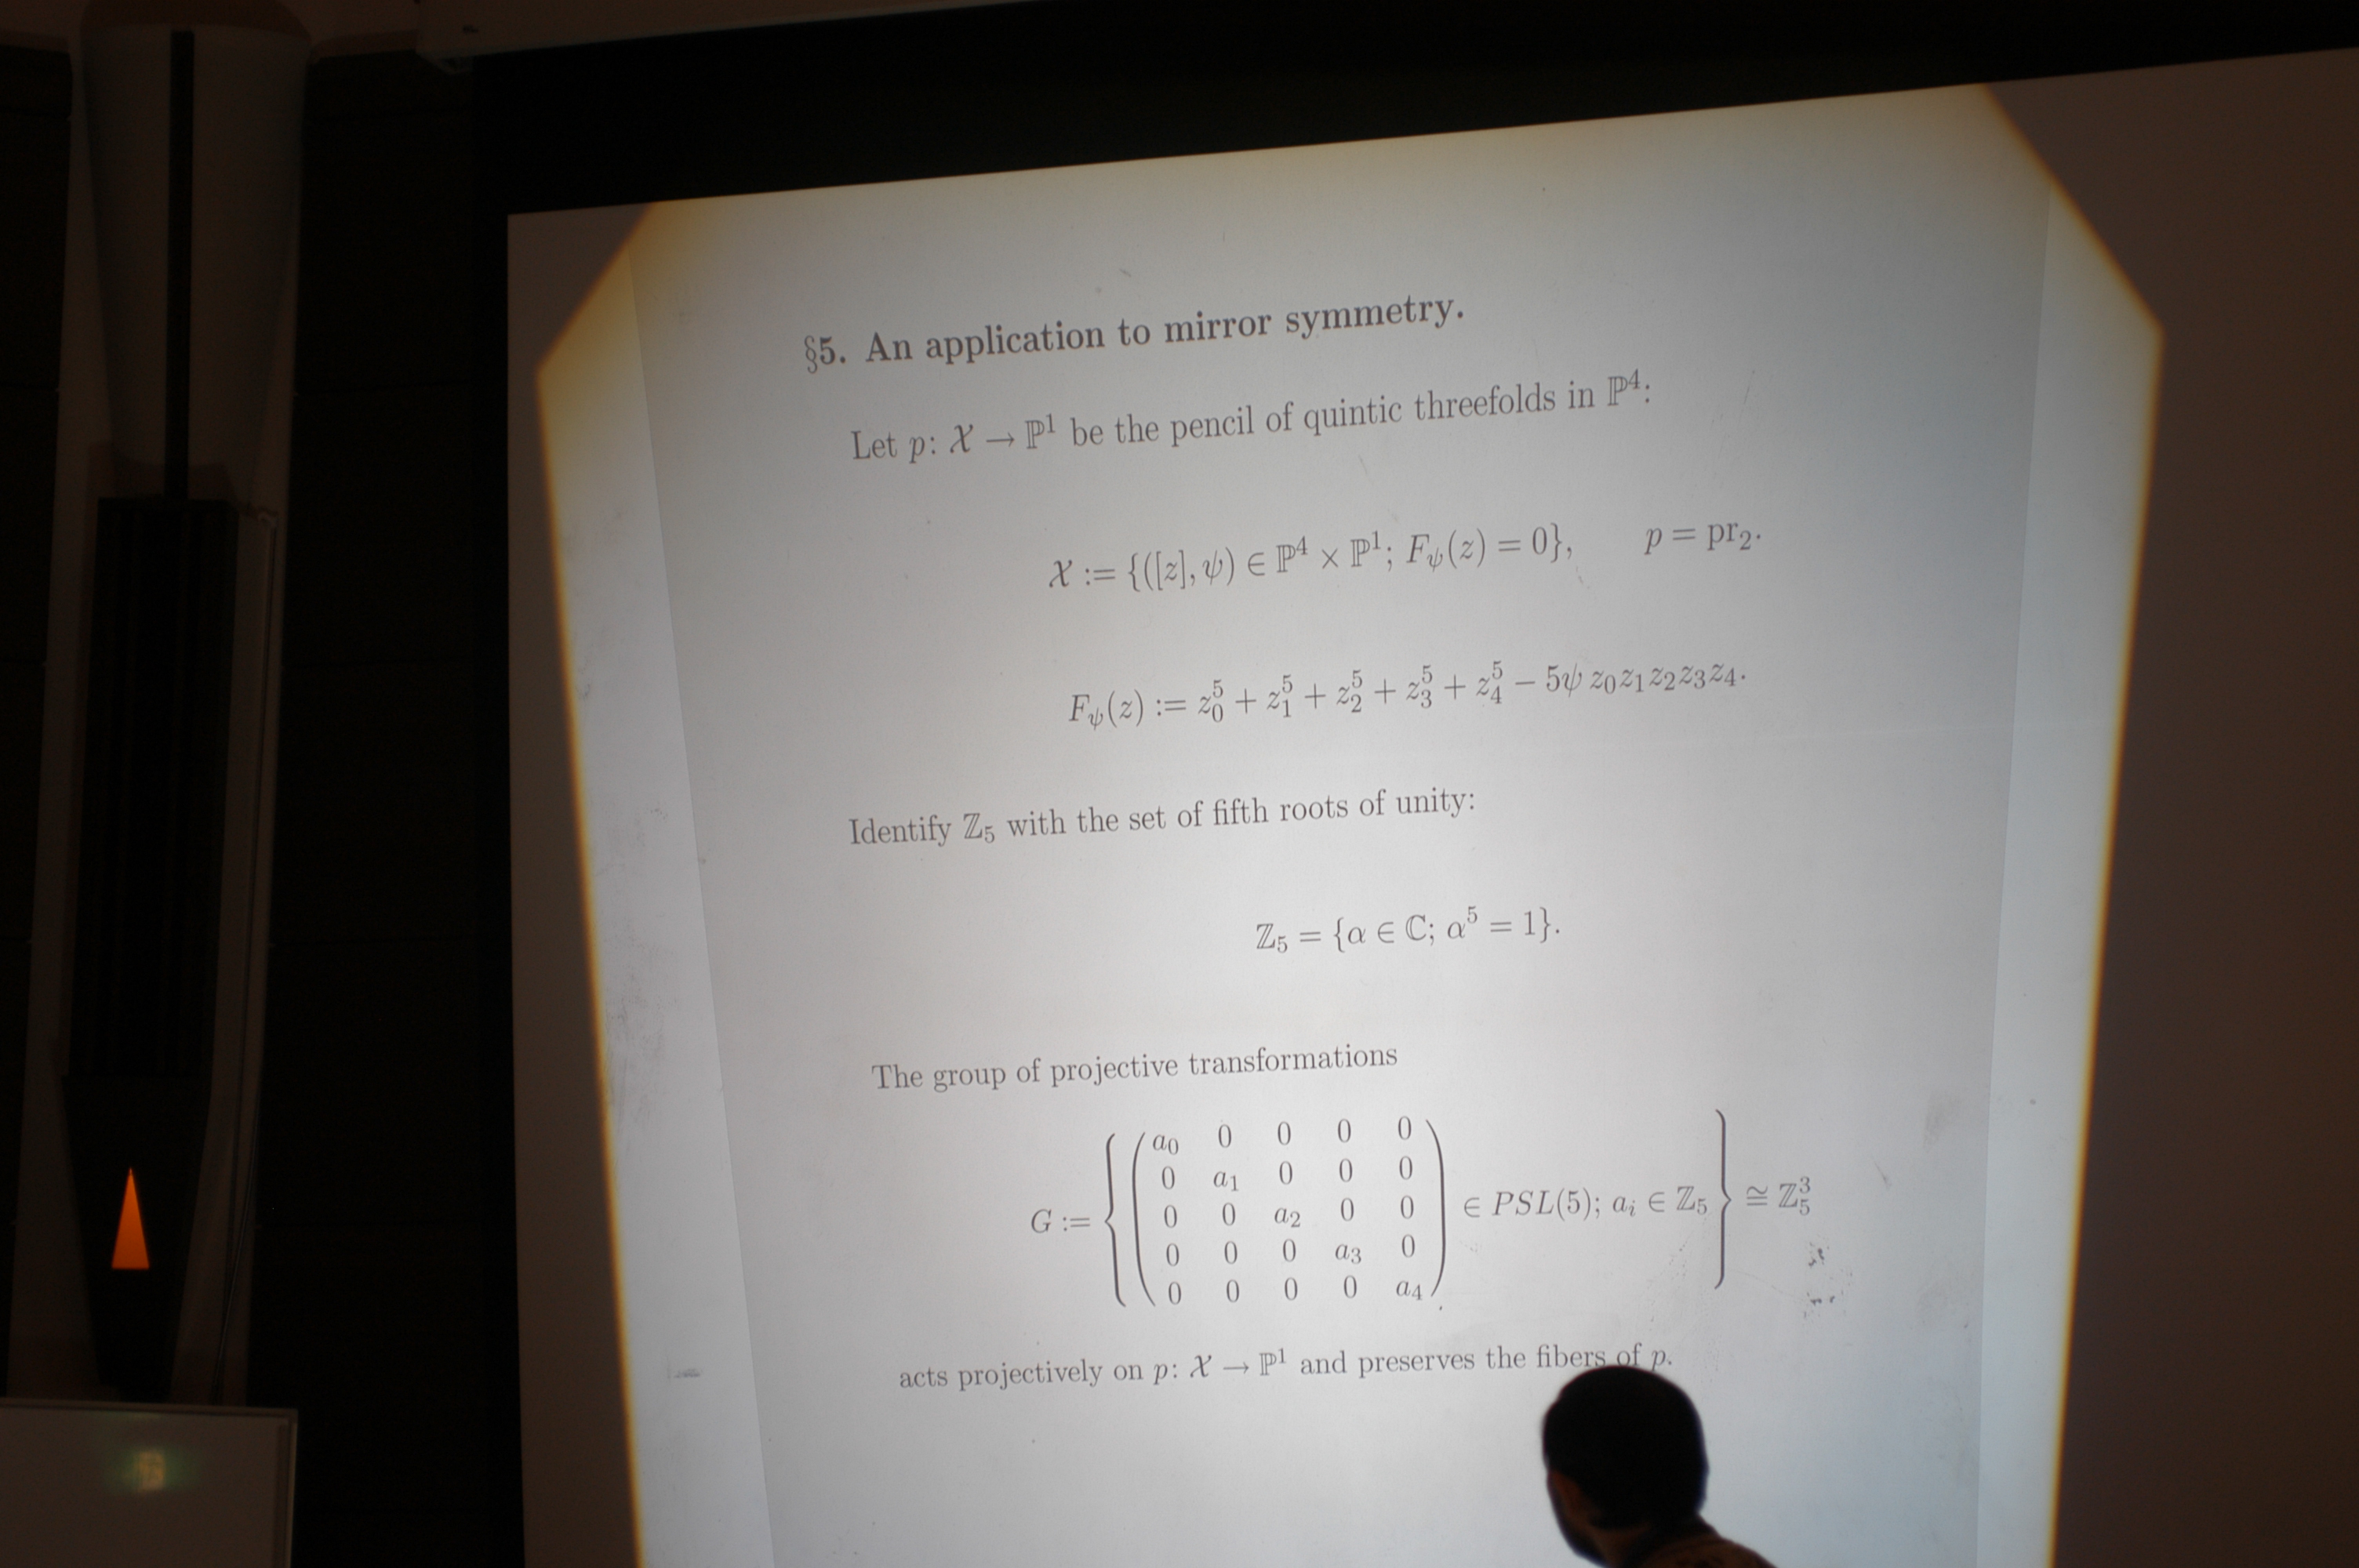 §5. An application to mirror symmetry.
Let p: 𝒳 → ℙ¹ be the pencil of quintic threefolds in ℙ⁴:
𝒳 := {([z], ψ) ∈ ℙ⁴ × ℙ¹; F_ψ(z) = 0}, p = pr₂.
F_ψ(z) := z₀⁵ + z₁⁵ + z₂⁵ + z₃⁵ + z₄⁵ − 5ψ z₀z₁z₂z₃z₄.
Identify ℤ₅ with the set of fifth roots of unity:
ℤ₅ = {α ∈ ℂ; α⁵ = 1}.
The group of projective transformations
G := { ( a₀ 0 0 0 0
0 a₁ 0 0 0
0 0 a₂ 0 0
0 0 0 a₃ 0
0 0 0 0 a₄ ) ∈ PSL(5); aᵢ ∈ ℤ₅ } ≅ ℤ₅³
acts projectively on p: 𝒳 → ℙ¹ and preserves the fibers of p.